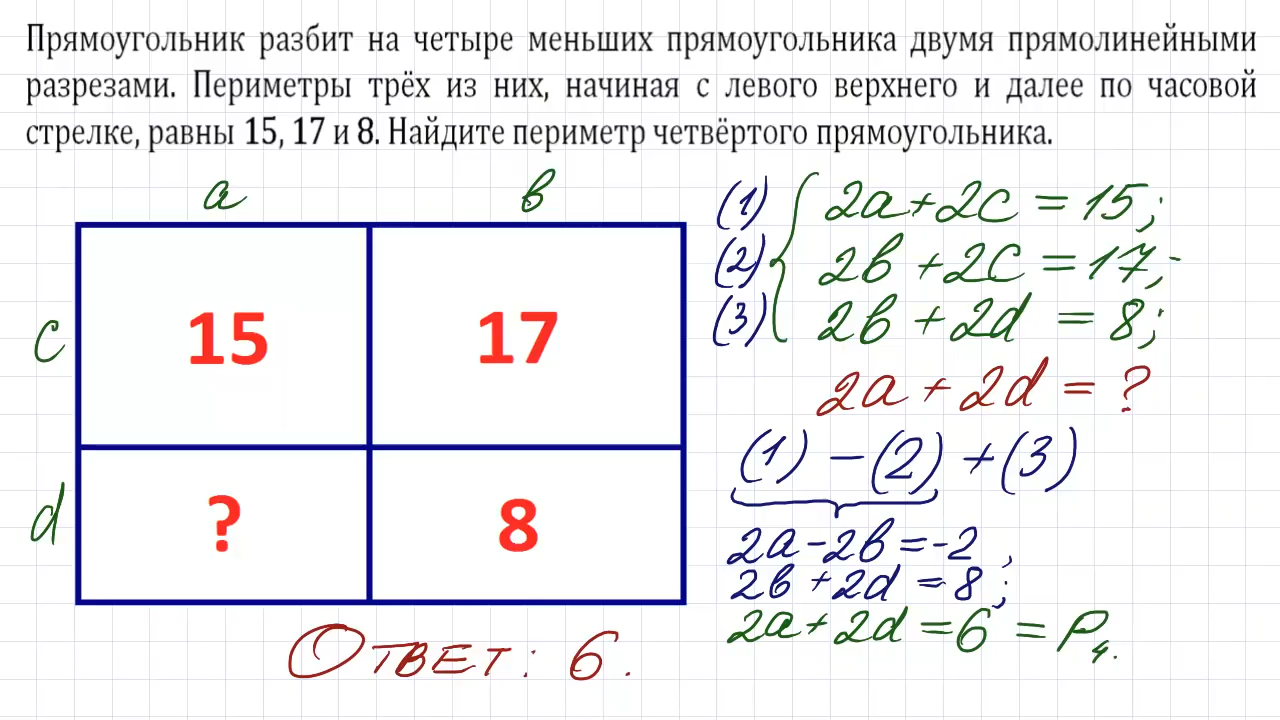 Прямоугольник разбит на четыре меньших прямоугольника двумя прямолинейными
разрезами. Периметры трёх из них, начиная с левого верхнего и далее по часовой
стрелке, равны 15, 17 и 8. Найдите периметр четвёртого прямоугольника.
a в
c 15 17
d ? 8
(1) 2a+2c = 15;
(2) 2в +2c = 17;
(3) 2в + 2d = 8;
2a + 2d = ?
(1) - (2) + (3)
2a - 2в = -2;
2в + 2d = 8;
2a + 2d = 6 = P4.
Ответ: 6.